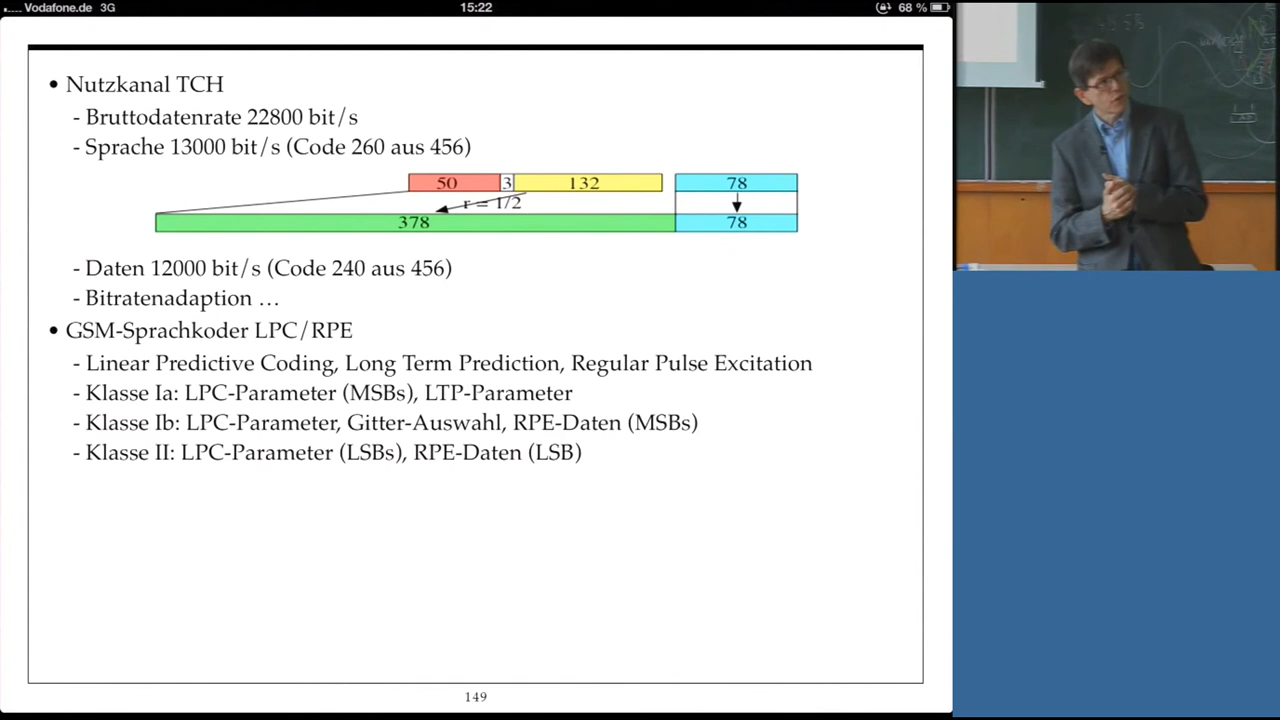 Vodafone.de 3G 15:22 68 %
• Nutzkanal TCH
- Bruttodatenrate 22800 bit/s
- Sprache 13000 bit/s (Code 260 aus 456)
50 3 132 78
r = 1/2
378 78
- Daten 12000 bit/s (Code 240 aus 456)
- Bitratenadaption …
• GSM-Sprachkoder LPC/RPE
- Linear Predictive Coding, Long Term Prediction, Regular Pulse Excitation
- Klasse Ia: LPC-Parameter (MSBs), LTP-Parameter
- Klasse Ib: LPC-Parameter, Gitter-Auswahl, RPE-Daten (MSBs)
- Klasse II: LPC-Parameter (LSBs), RPE-Daten (LSB)
149